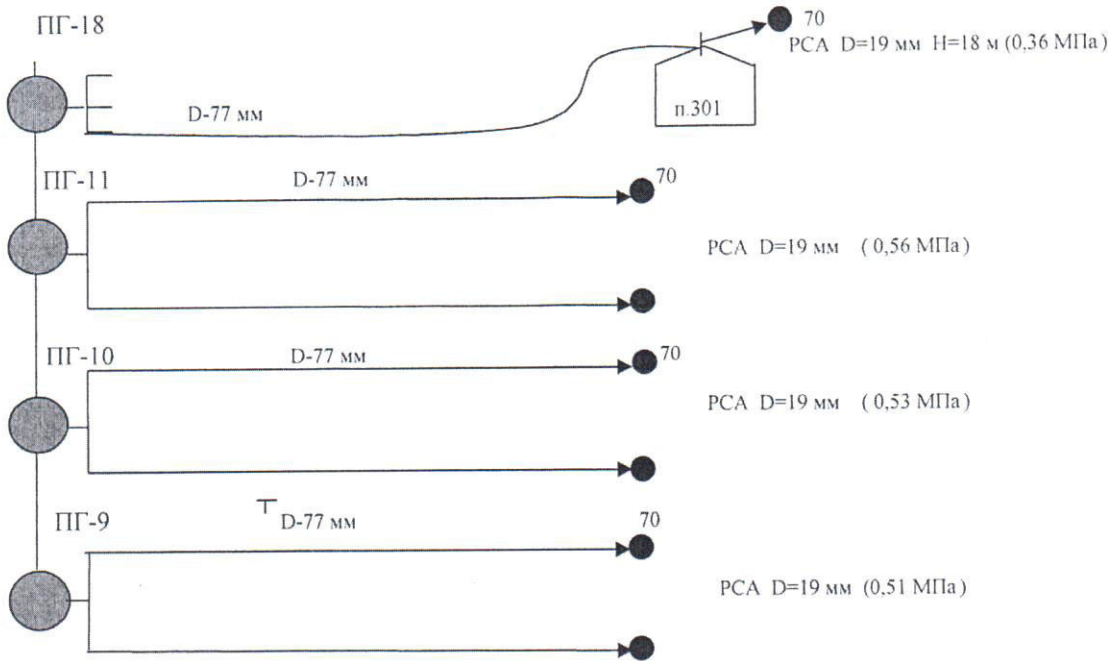 ПГ-18
70
РСА D=19 мм Н=18 м (0,36 МПа)
D-77 мм
п.301
ПГ-11
D-77 мм
70
РСА D=19 мм ( 0,56 МПа)
ПГ-10
D-77 мм
70
РСА D=19 мм ( 0,53 МПа)
ПГ-9
D-77 мм
70
РСА D=19 мм (0,51 МПа)